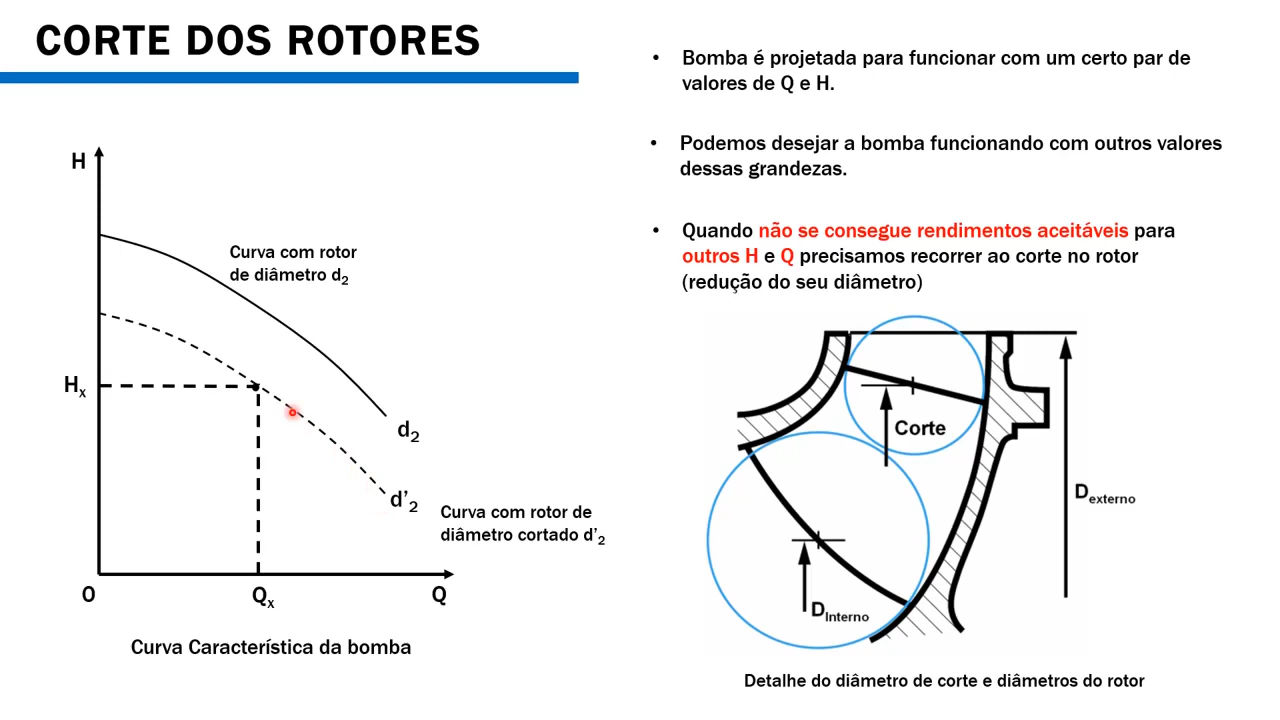 CORTE DOS ROTORES
H
Curva com rotor
de diâmetro d₂
Hₓ
d₂
d’₂
Curva com rotor de
diâmetro cortado d’₂
O
Qₓ
Q
Curva Característica da bomba
• Bomba é projetada para funcionar com um certo par de
valores de Q e H.
• Podemos desejar a bomba funcionando com outros valores
dessas grandezas.
• Quando não se consegue rendimentos aceitáveis para
outros H e Q precisamos recorrer ao corte no rotor
(redução do seu diâmetro)
Corte
Dexterno
DInterno
Detalhe do diâmetro de corte e diâmetros do rotor